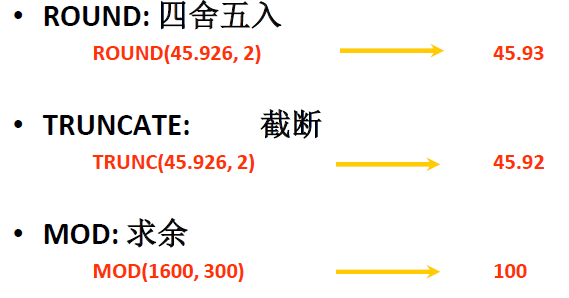 • ROUND: 四舍五入
ROUND(45.926, 2) 45.93
• TRUNCATE: 截断
TRUNC(45.926, 2) 45.92
• MOD: 求余
MOD(1600, 300) 100